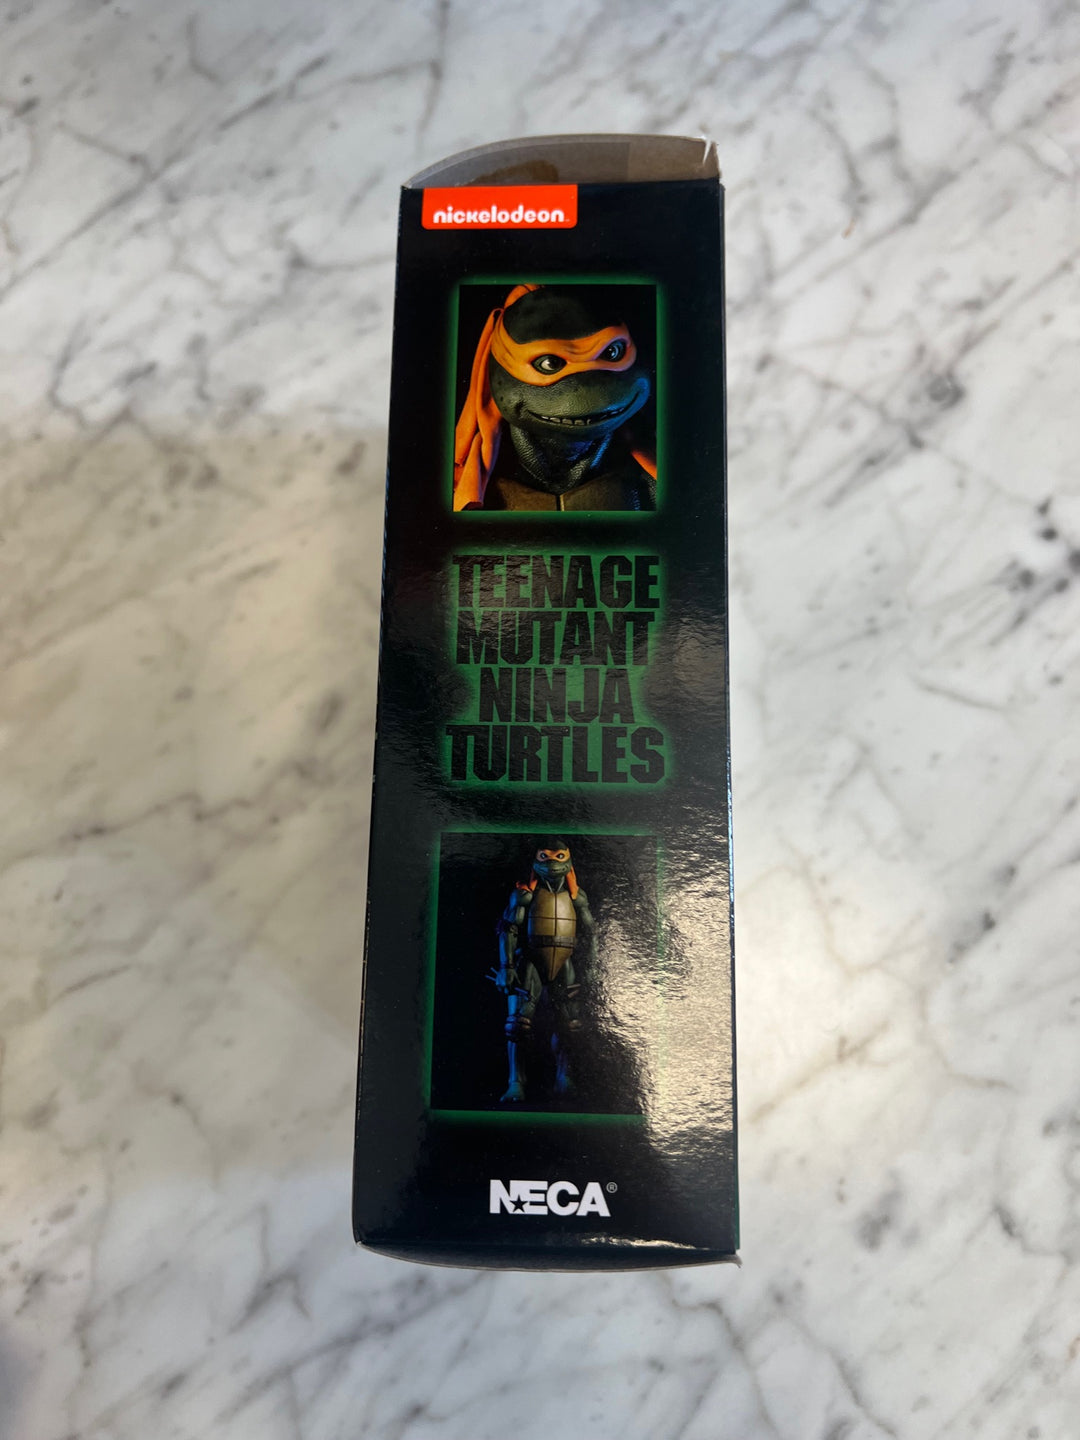 nickelodeon
TEENAGE
MUTANT
NINJA
TURTLES
NECA®